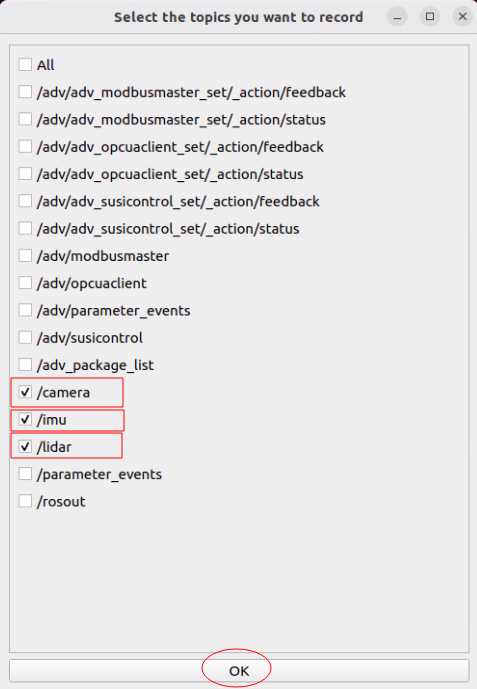 Select the topics you want to record
All
/adv/adv_modbusmaster_set/_action/feedback
/adv/adv_modbusmaster_set/_action/status
/adv/adv_opcuaclient_set/_action/feedback
/adv/adv_opcuaclient_set/_action/status
/adv/adv_susicontrol_set/_action/feedback
/adv/adv_susicontrol_set/_action/status
/adv/modbusmaster
/adv/opcuaclient
/adv/parameter_events
/adv/susicontrol
/adv_package_list
/camera
/imu
/lidar
/parameter_events
/rosout
OK